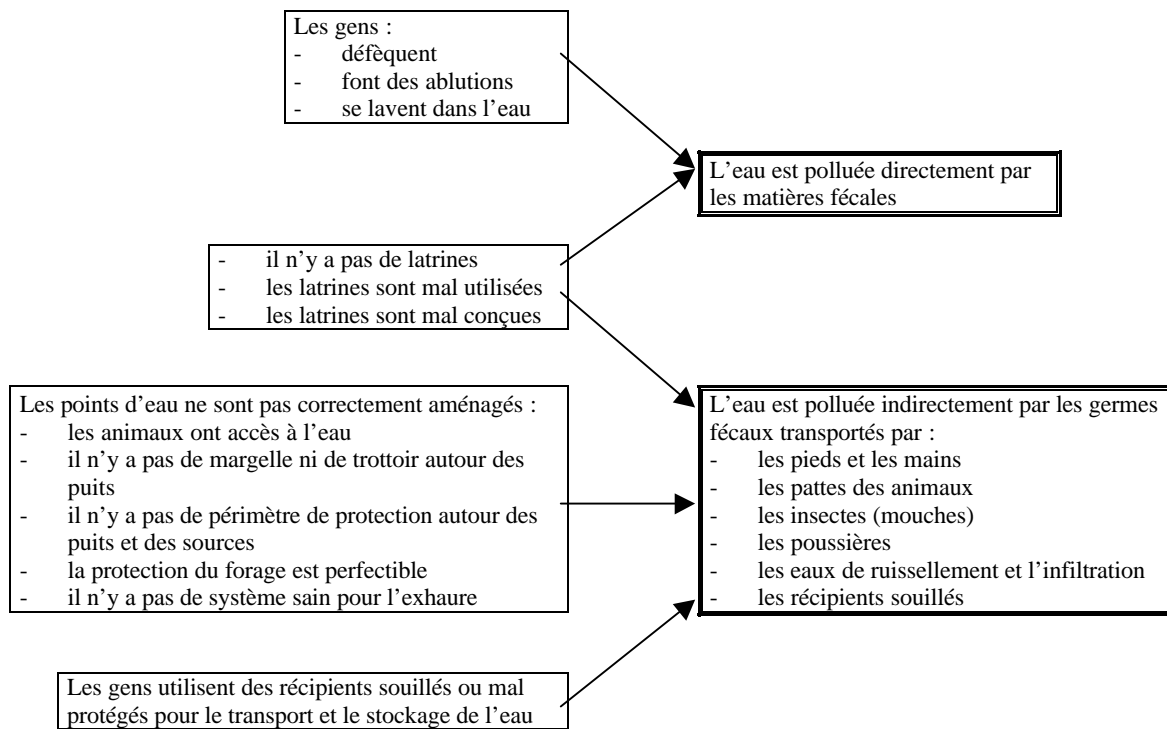 Les gens :
- défèquent
- font des ablutions
- se lavent dans l’eau
L’eau est polluée directement par
les matières fécales
- il n’y a pas de latrines
- les latrines sont mal utilisées
- les latrines sont mal conçues
Les points d’eau ne sont pas correctement aménagés :
- les animaux ont accès à l’eau
- il n’y a pas de margelle ni de trottoir autour des
puits
- il n’y a pas de périmètre de protection autour des
puits et des sources
- la protection du forage est perfectible
- il n’y a pas de système sain pour l’exhaure
L’eau est polluée indirectement par les germes
fécaux transportés par :
- les pieds et les mains
- les pattes des animaux
- les insectes (mouches)
- les poussières
- les eaux de ruissellement et l’infiltration
- les récipients souillés
Les gens utilisent des récipients souillés ou mal
protégés pour le transport et le stockage de l’eau